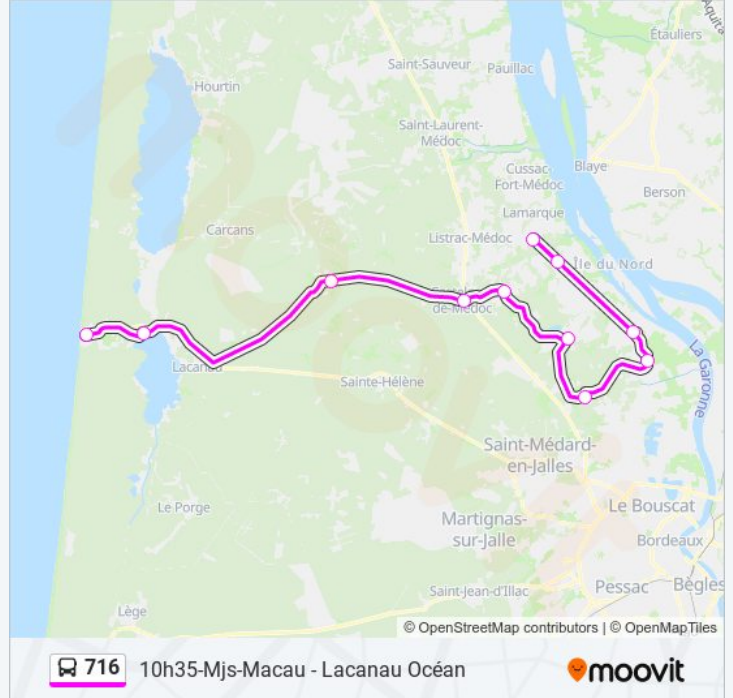 Aquita
Étauliers
Saint-Sauveur
Pauillac
Hourtin
Saint-Laurent-
Médoc
Cussac-
Fort-Médoc
Blaye
Berson
Lamarque
Carcans
Listrac-Médoc
Île du Nord
de-Médoc
La Garonne
Lacanau
Sainte-Hélène
Saint-Médard-
en-Jalles
Le Porge
Le Bouscat
Martignas-
sur-Jalle
Bordeaux
Saint-Jean-d'Illac
Pessac
Bègles
Lège
© OpenStreetMap contributors | © OpenMapTiles
716
10h35-Mjs-Macau - Lacanau Océan
moovit